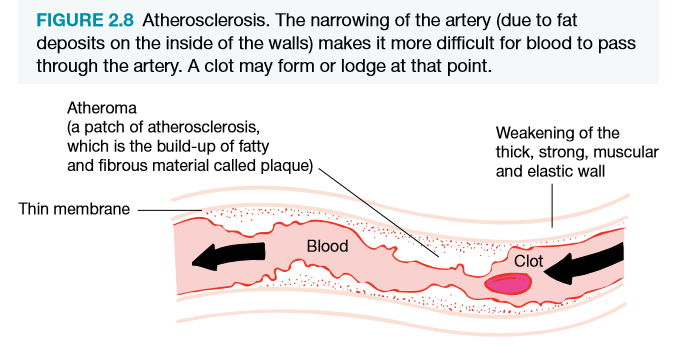 FIGURE 2.8 Atherosclerosis. The narrowing of the artery (due to fat
deposits on the inside of the walls) makes it more difficult for blood to pass
through the artery. A clot may form or lodge at that point.
Atheroma
(a patch of atherosclerosis,
which is the build-up of fatty
and fibrous material called plaque)
Weakening of the
thick, strong, muscular
and elastic wall
Thin membrane
Blood
Clot